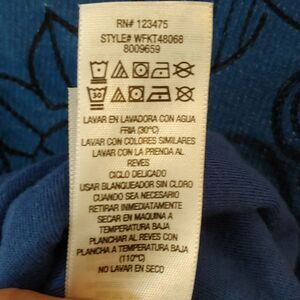 RN# 123475
STYLE# WFKT48068
8009659
30
LAVAR EN LAVADORA CON AGUA
FRIA (30°C)
LAVAR CON COLORES SIMILARES
LAVAR CON LA PRENGA AL
REVES
CICLO DELICADO
USAR BLANQUEADOR SIN CLORO
CUANDO SEA NECESARIO
RETIRAR INMEDIATAMENTE
SECAR EN MAQUINA A
TEMPERATURA BAJA
PLANCHAR AL REVES CON
PLANCHA A TEMPERATURA BAJA
(110°C)
NO LAVAR EN SECO